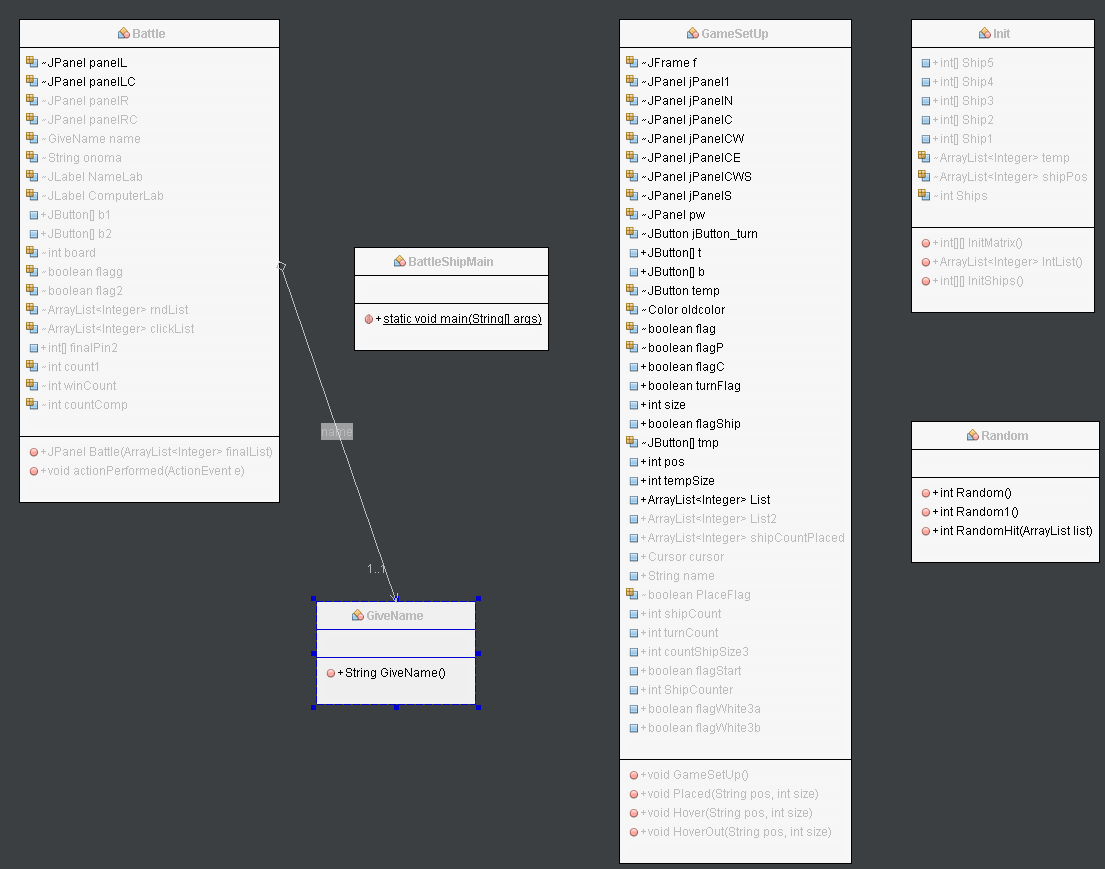 Battle
~JPanel panelL
~JPanel panelLC
~JPanel panelR
~JPanel panelRC
~GiveName name
~String onoma
~JLabel NameLab
~JLabel ComputerLab
+JButton[] b1
+JButton[] b2
~int board
~boolean flagg
~boolean flag2
~ArrayList<Integer> rndList
~ArrayList<Integer> clickList
+int[] finalPin2
~int count1
~int winCount
~int countComp
+JPanel Battle(ArrayList<Integer> finalList)
+void actionPerformed(ActionEvent e)
BattleShipMain
+static void main(String[] args)
name
1..1
GiveName
+String GiveName()
GameSetUp
~JFrame f
~JPanel jPanel1
~JPanel jPanelN
~JPanel jPanelC
~JPanel jPanelCW
~JPanel jPanelCE
~JPanel jPanelCWS
~JPanel jPanelS
~JPanel pw
~JButton jButton_turn
+JButton[] t
+JButton[] b
~JButton temp
~Color oldcolor
~boolean flag
~boolean flagP
+boolean flagC
+boolean turnFlag
+int size
+boolean flagShip
~JButton[] tmp
+int pos
+int tempSize
+ArrayList<Integer> List
+ArrayList<Integer> List2
+ArrayList<Integer> shipCountPlaced
+Cursor cursor
+String name
~boolean PlaceFlag
+int shipCount
+int turnCount
+int countShipSize3
+boolean flagStart
+int ShipCounter
+boolean flagWhite3a
+boolean flagWhite3b
+void GameSetUp()
+void Placed(String pos, int size)
+void Hover(String pos, int size)
+void HoverOut(String pos, int size)
Init
+int[] Ship5
+int[] Ship4
+int[] Ship3
+int[] Ship2
+int[] Ship1
~ArrayList<Integer> temp
~ArrayList<Integer> shipPos
~int Ships
+int[][] InitMatrix()
+ArrayList<Integer> IntList()
+int[][] InitShips()
Random
+int Random()
+int Random1()
+int RandomHit(ArrayList list)